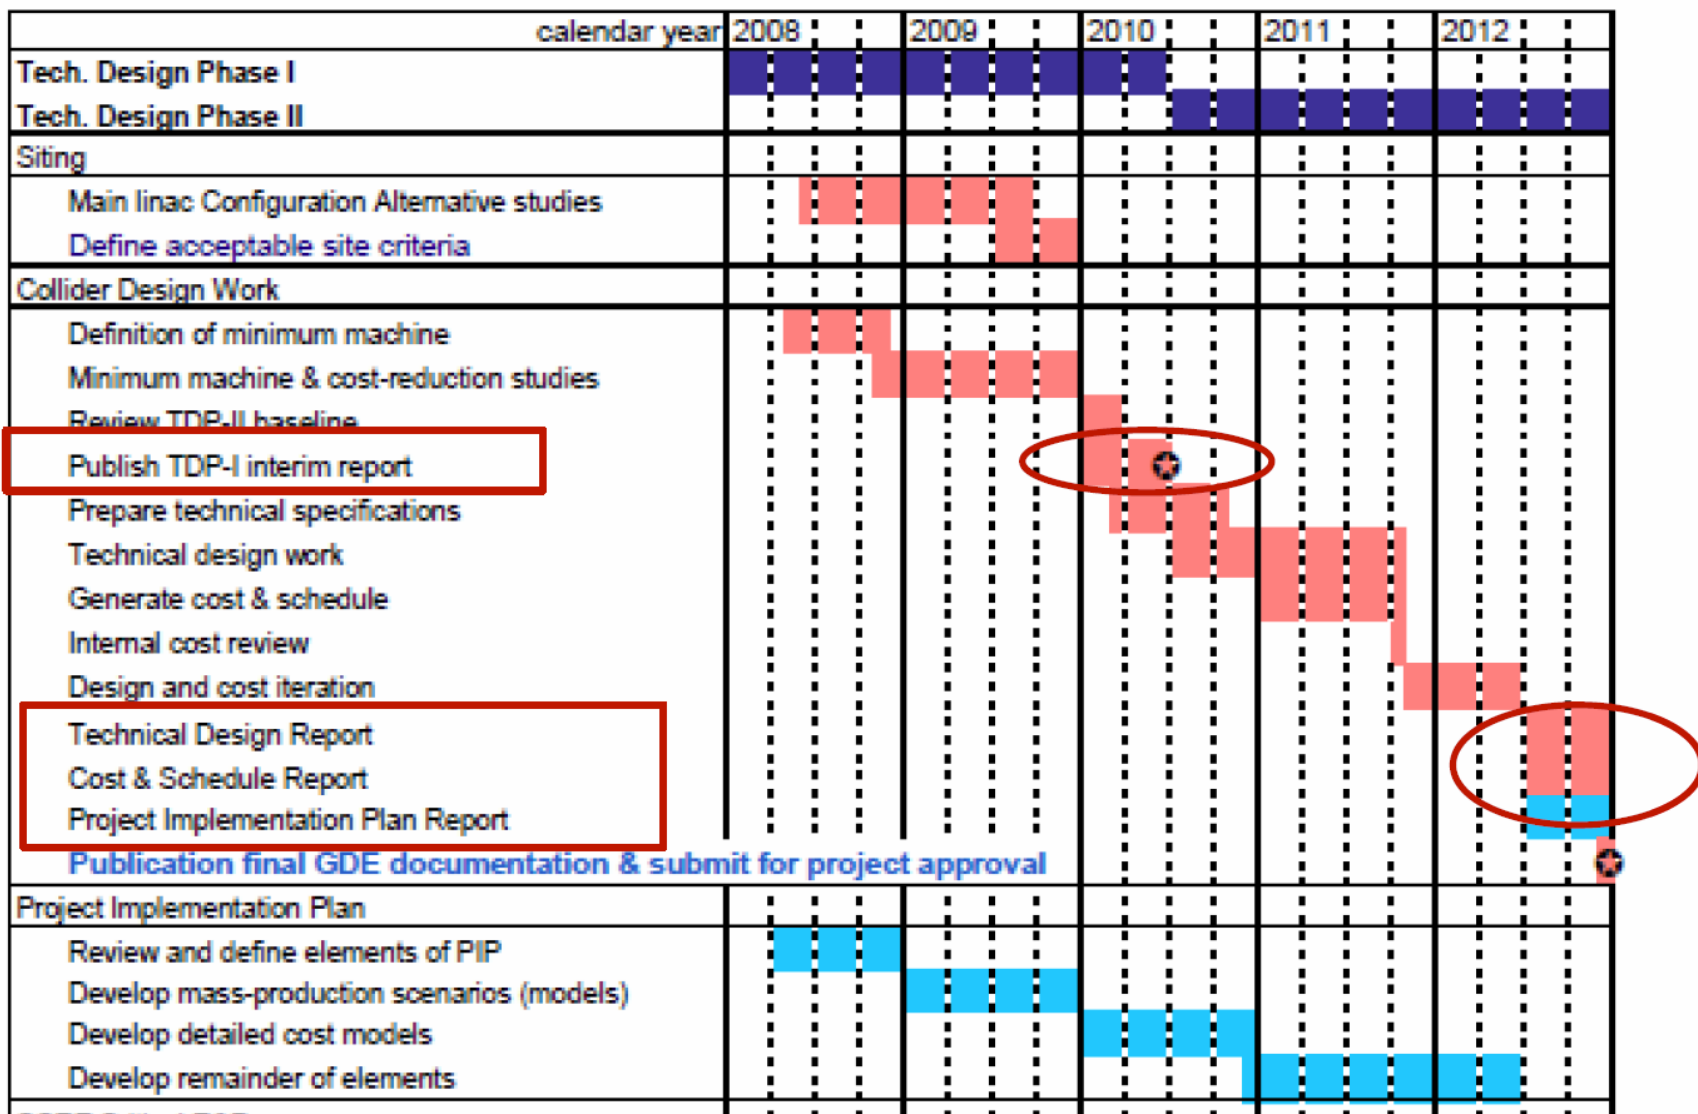 calendar year 2008 2009 2010 2011 2012
Tech. Design Phase I
Tech. Design Phase II
Siting
Main linac Configuration Alternative studies
Define acceptable site criteria
Collider Design Work
Definition of minimum machine
Minimum machine & cost-reduction studies
Review TDP-II baseline
Publish TDP-I interim report
Prepare technical specifications
Technical design work
Generate cost & schedule
Internal cost review
Design and cost iteration
Technical Design Report
Cost & Schedule Report
Project Implementation Plan Report
Publication final GDE documentation & submit for project approval
Project Implementation Plan
Review and define elements of PIP
Develop mass-production scenarios (models)
Develop detailed cost models
Develop remainder of elements